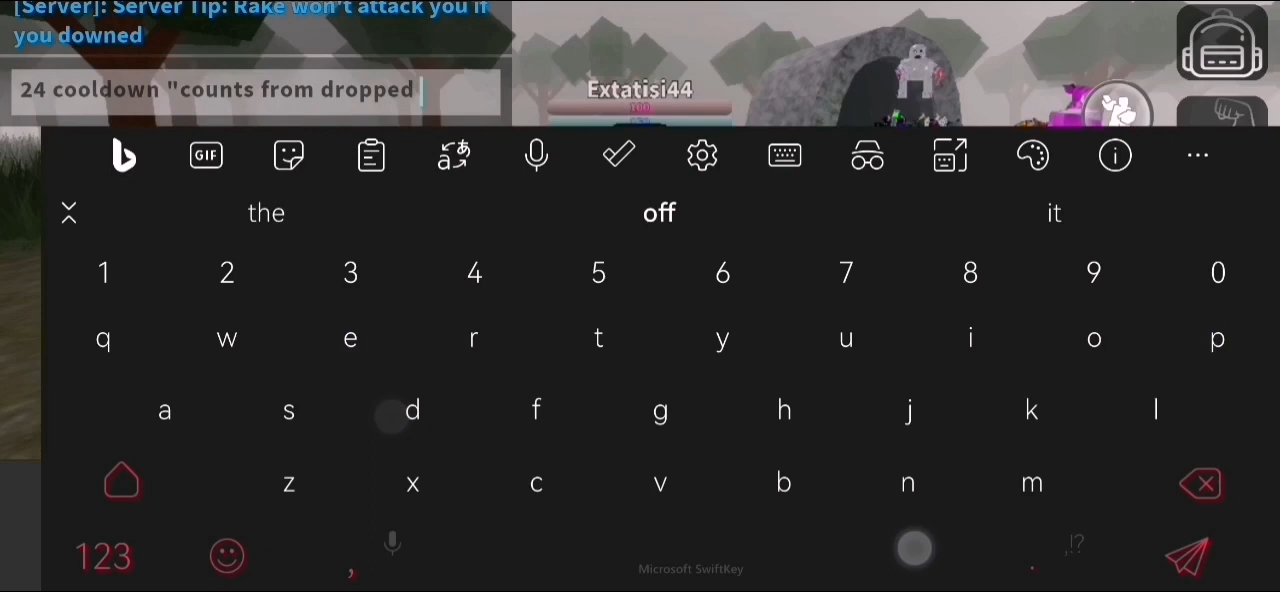 [Server]: Server Tip: Rake won't attack you if
you downed
24 cooldown "counts from dropped
Extatisi44
100
GIF
the off it
1 2 3 4 5 6 7 8 9 0
q w e r t y u i o p
a s d f g h j k l
z x c v b n m
123 , Microsoft SwiftKey . ,!?